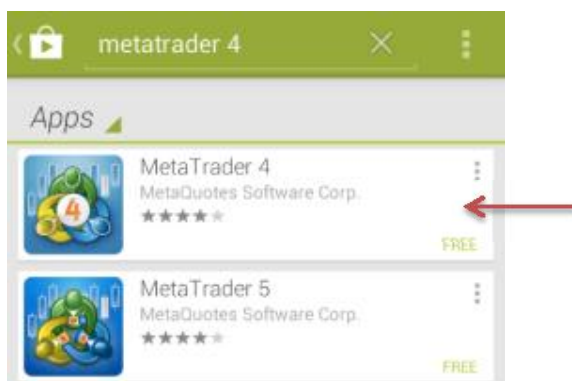 metatrader 4
Apps
MetaTrader 4
MetaQuotes Software Corp.
FREE
MetaTrader 5
MetaQuotes Software Corp.
FREE